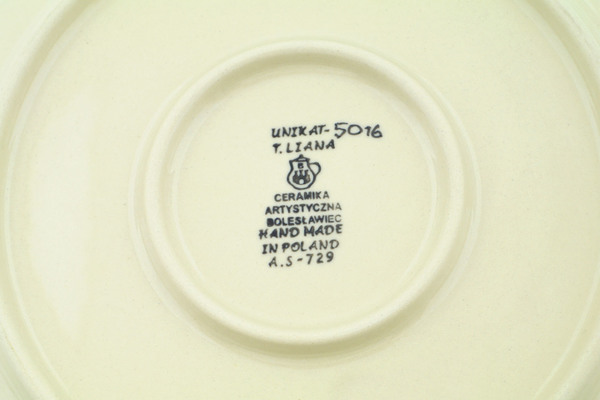 UNIKAT-5016
T. LIANA
CERAMIKA
ARTYSTYCZNA
BOLESŁAWIEC
HAND MADE
IN POLAND
A.S-729